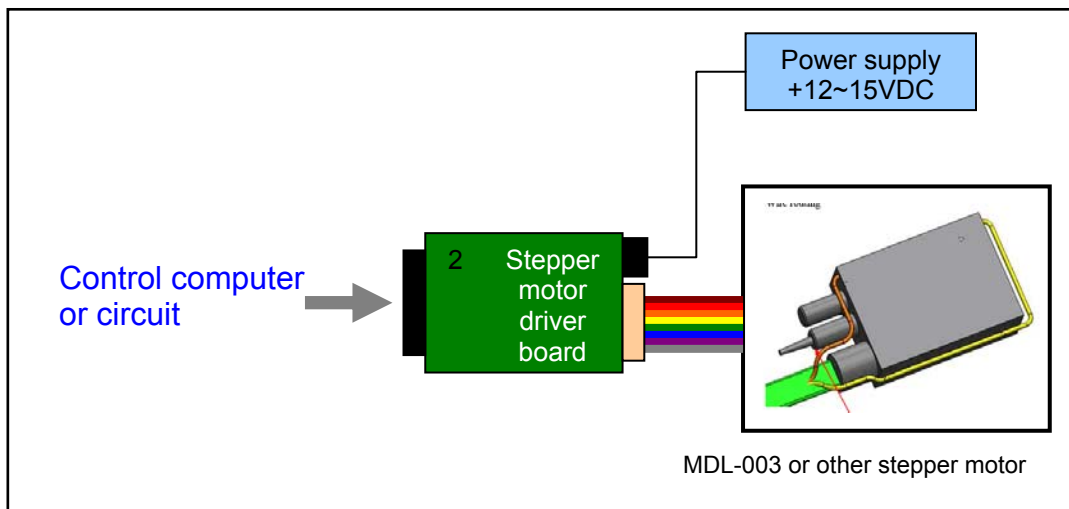 Power supply
+12~15VDC
Control computer
or circuit
2
Stepper
motor
driver
board
MDL-003 or other stepper motor